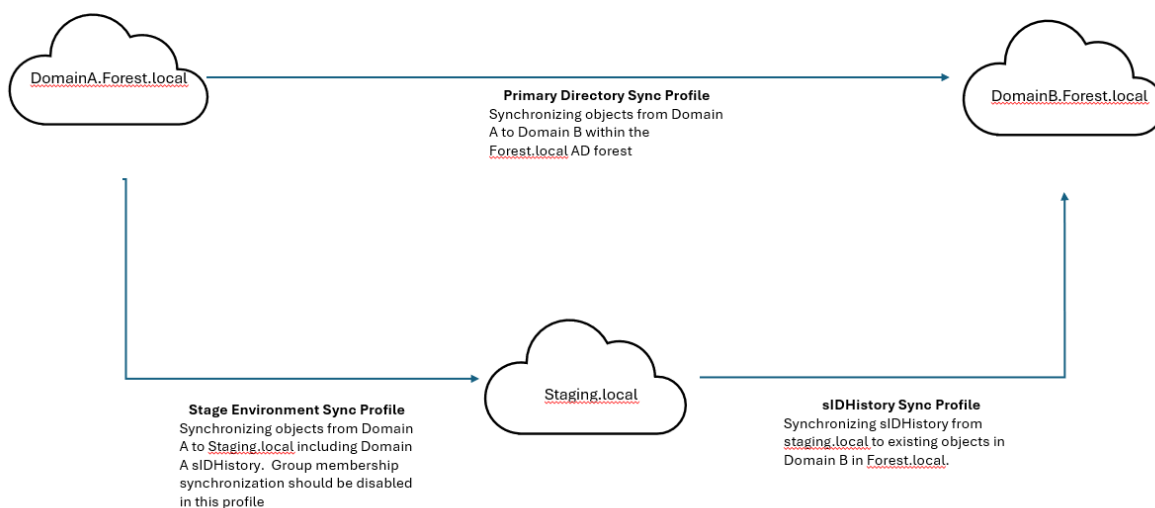 DomainA.Forest.local
DomainB.Forest.local
Primary Directory Sync Profile
Synchronizing objects from Domain
A to Domain B within the
Forest.local AD forest
Staging.local
Stage Environment Sync Profile
Synchronizing objects from Domain
A to Staging.local including Domain
A sIDHistory. Group membership
synchronization should be disabled
in this profile
sIDHistory Sync Profile
Synchronizing sIDHistory from
staging.local to existing objects in
Domain B in Forest.local.